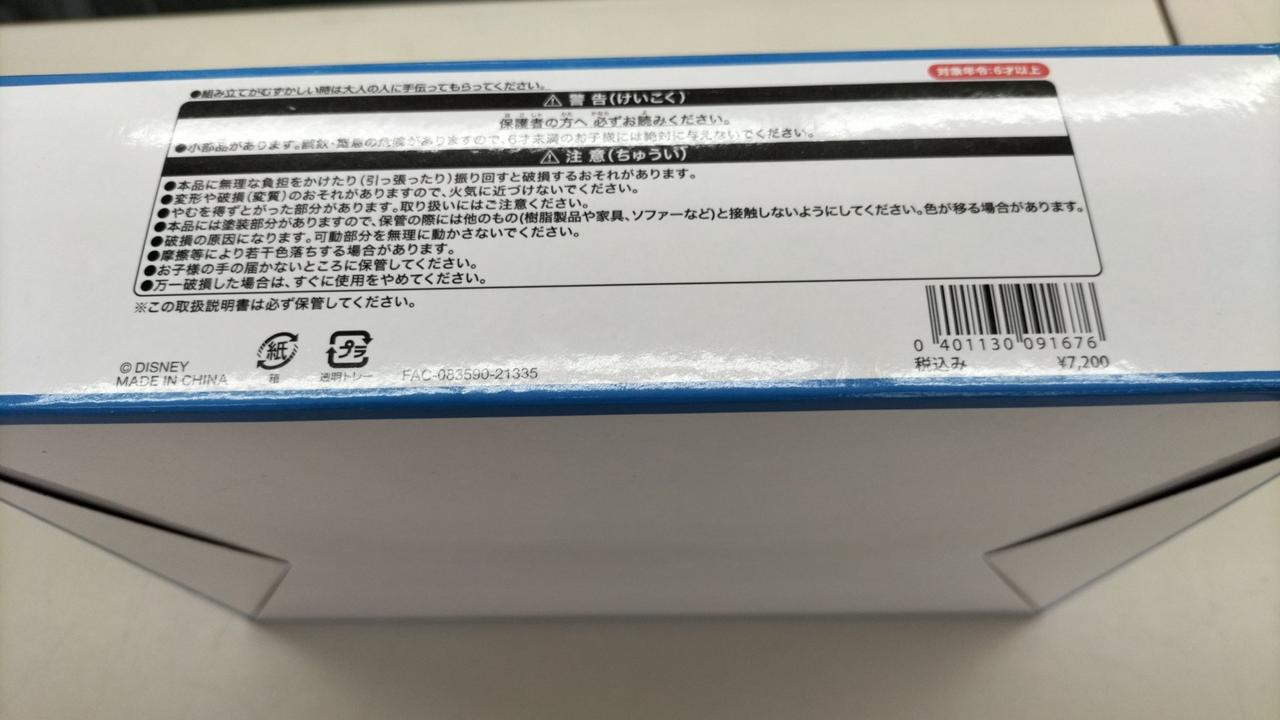 対象年令:6才以上
●組み立てがむずかしい時は大人の人に手伝ってもらってください。
⚠ 警告(けいこく)
保護者の方へ 必ずお読みください。
●小部品があります。誤飲・窒息の危険がありますので、6才未満のお子様には絶対に与えないでください。
⚠ 注意(ちゅうい)
●本品に無理な負担をかけたり(引っ張ったり)振り回すと破損するおそれがあります。
●変形や破損(変質)のおそれがありますので、火気に近づけないでください。
●やむを得ずとがった部分があります。取り扱いにはご注意ください。
●本品には塗装部分がありますので、保管の際には他のもの(樹脂製品や家具、ソファーなど)と接触しないようにしてください。色が移る場合があります。
●破損の原因になります。可動部分を無理に動かさないでください。
●摩擦等により若干色落ちする場合があります。
●お子様の手の届かないところに保管してください。
●万一破損した場合は、すぐに使用をやめてください。
※この取扱説明書は必ず保管してください。
紙
箱
プラ
透明トレー
© DISNEY
MADE IN CHINA
FAC-083590-21335
0 401130 091676
税込み ¥7,200